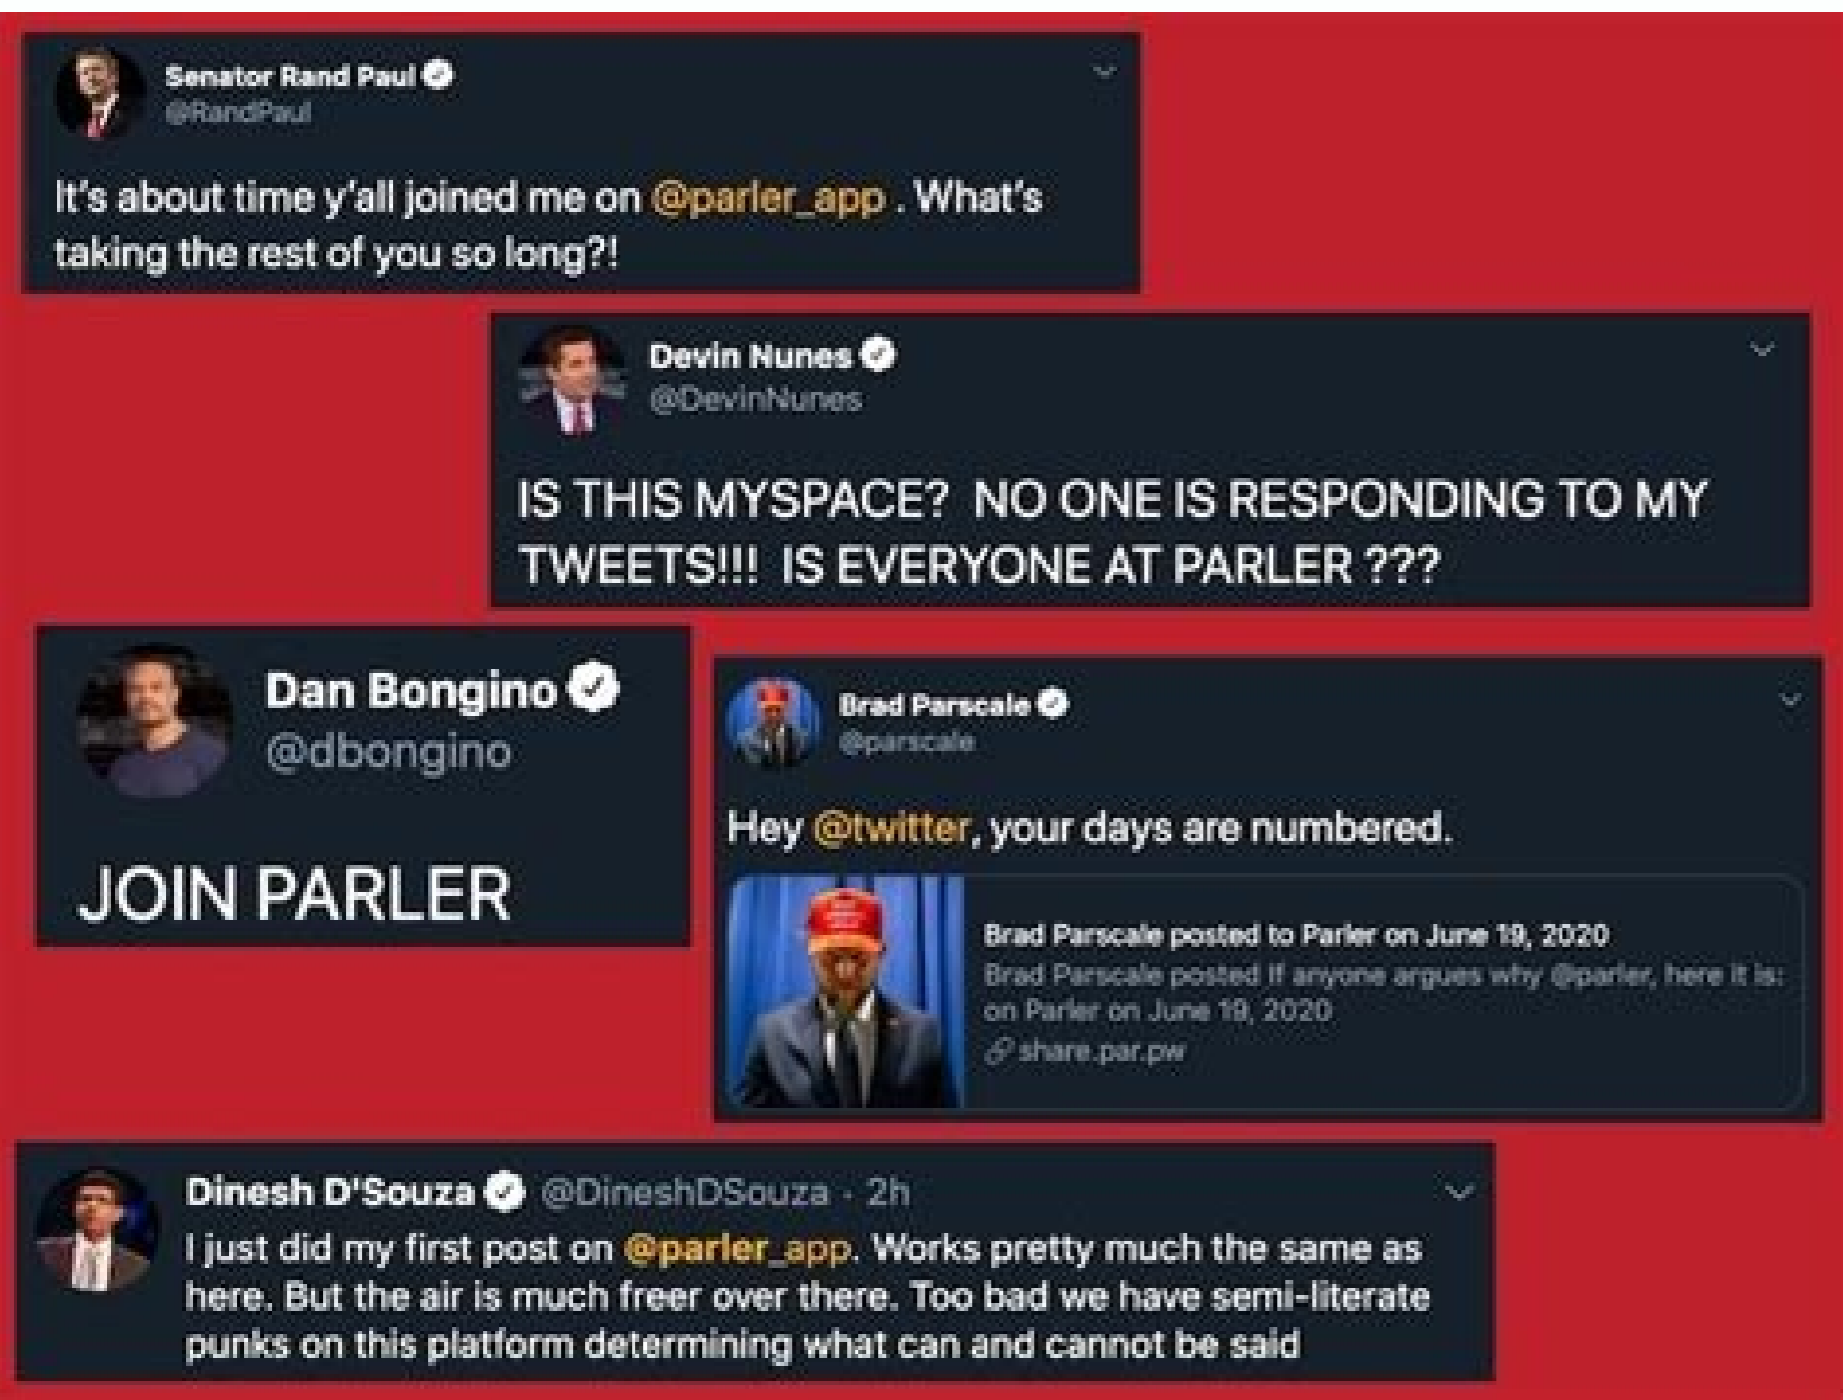 Senator Rand Paul
@RandPaul
It's about time y'all joined me on @parler_app . What's
taking the rest of you so long?!
Devin Nunes
@DevinNunes
IS THIS MYSPACE? NO ONE IS RESPONDING TO MY
TWEETS!!! IS EVERYONE AT PARLER ???
Dan Bongino
@dbongino
JOIN PARLER
Brad Parscale
@parscale
Hey @twitter, your days are numbered.
Brad Parscale posted to Parler on June 19, 2020
Brad Parscale posted If anyone argues why @parler, here it is:
on Parler on June 19, 2020
share.par.pw
Dinesh D'Souza @DineshDSouza · 2h
I just did my first post on @parler_app. Works pretty much the same as
here. But the air is much freer over there. Too bad we have semi-literate
punks on this platform determining what can and cannot be said